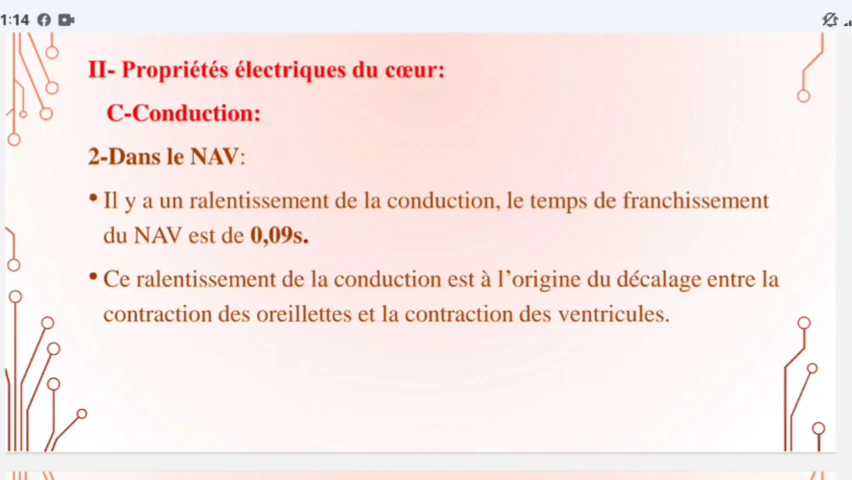 1:14
II- Propriétés électriques du cœur:
C-Conduction:
2-Dans le NAV:
• Il y a un ralentissement de la conduction, le temps de franchissement
du NAV est de 0,09s.
• Ce ralentissement de la conduction est à l’origine du décalage entre la
contraction des oreillettes et la contraction des ventricules.